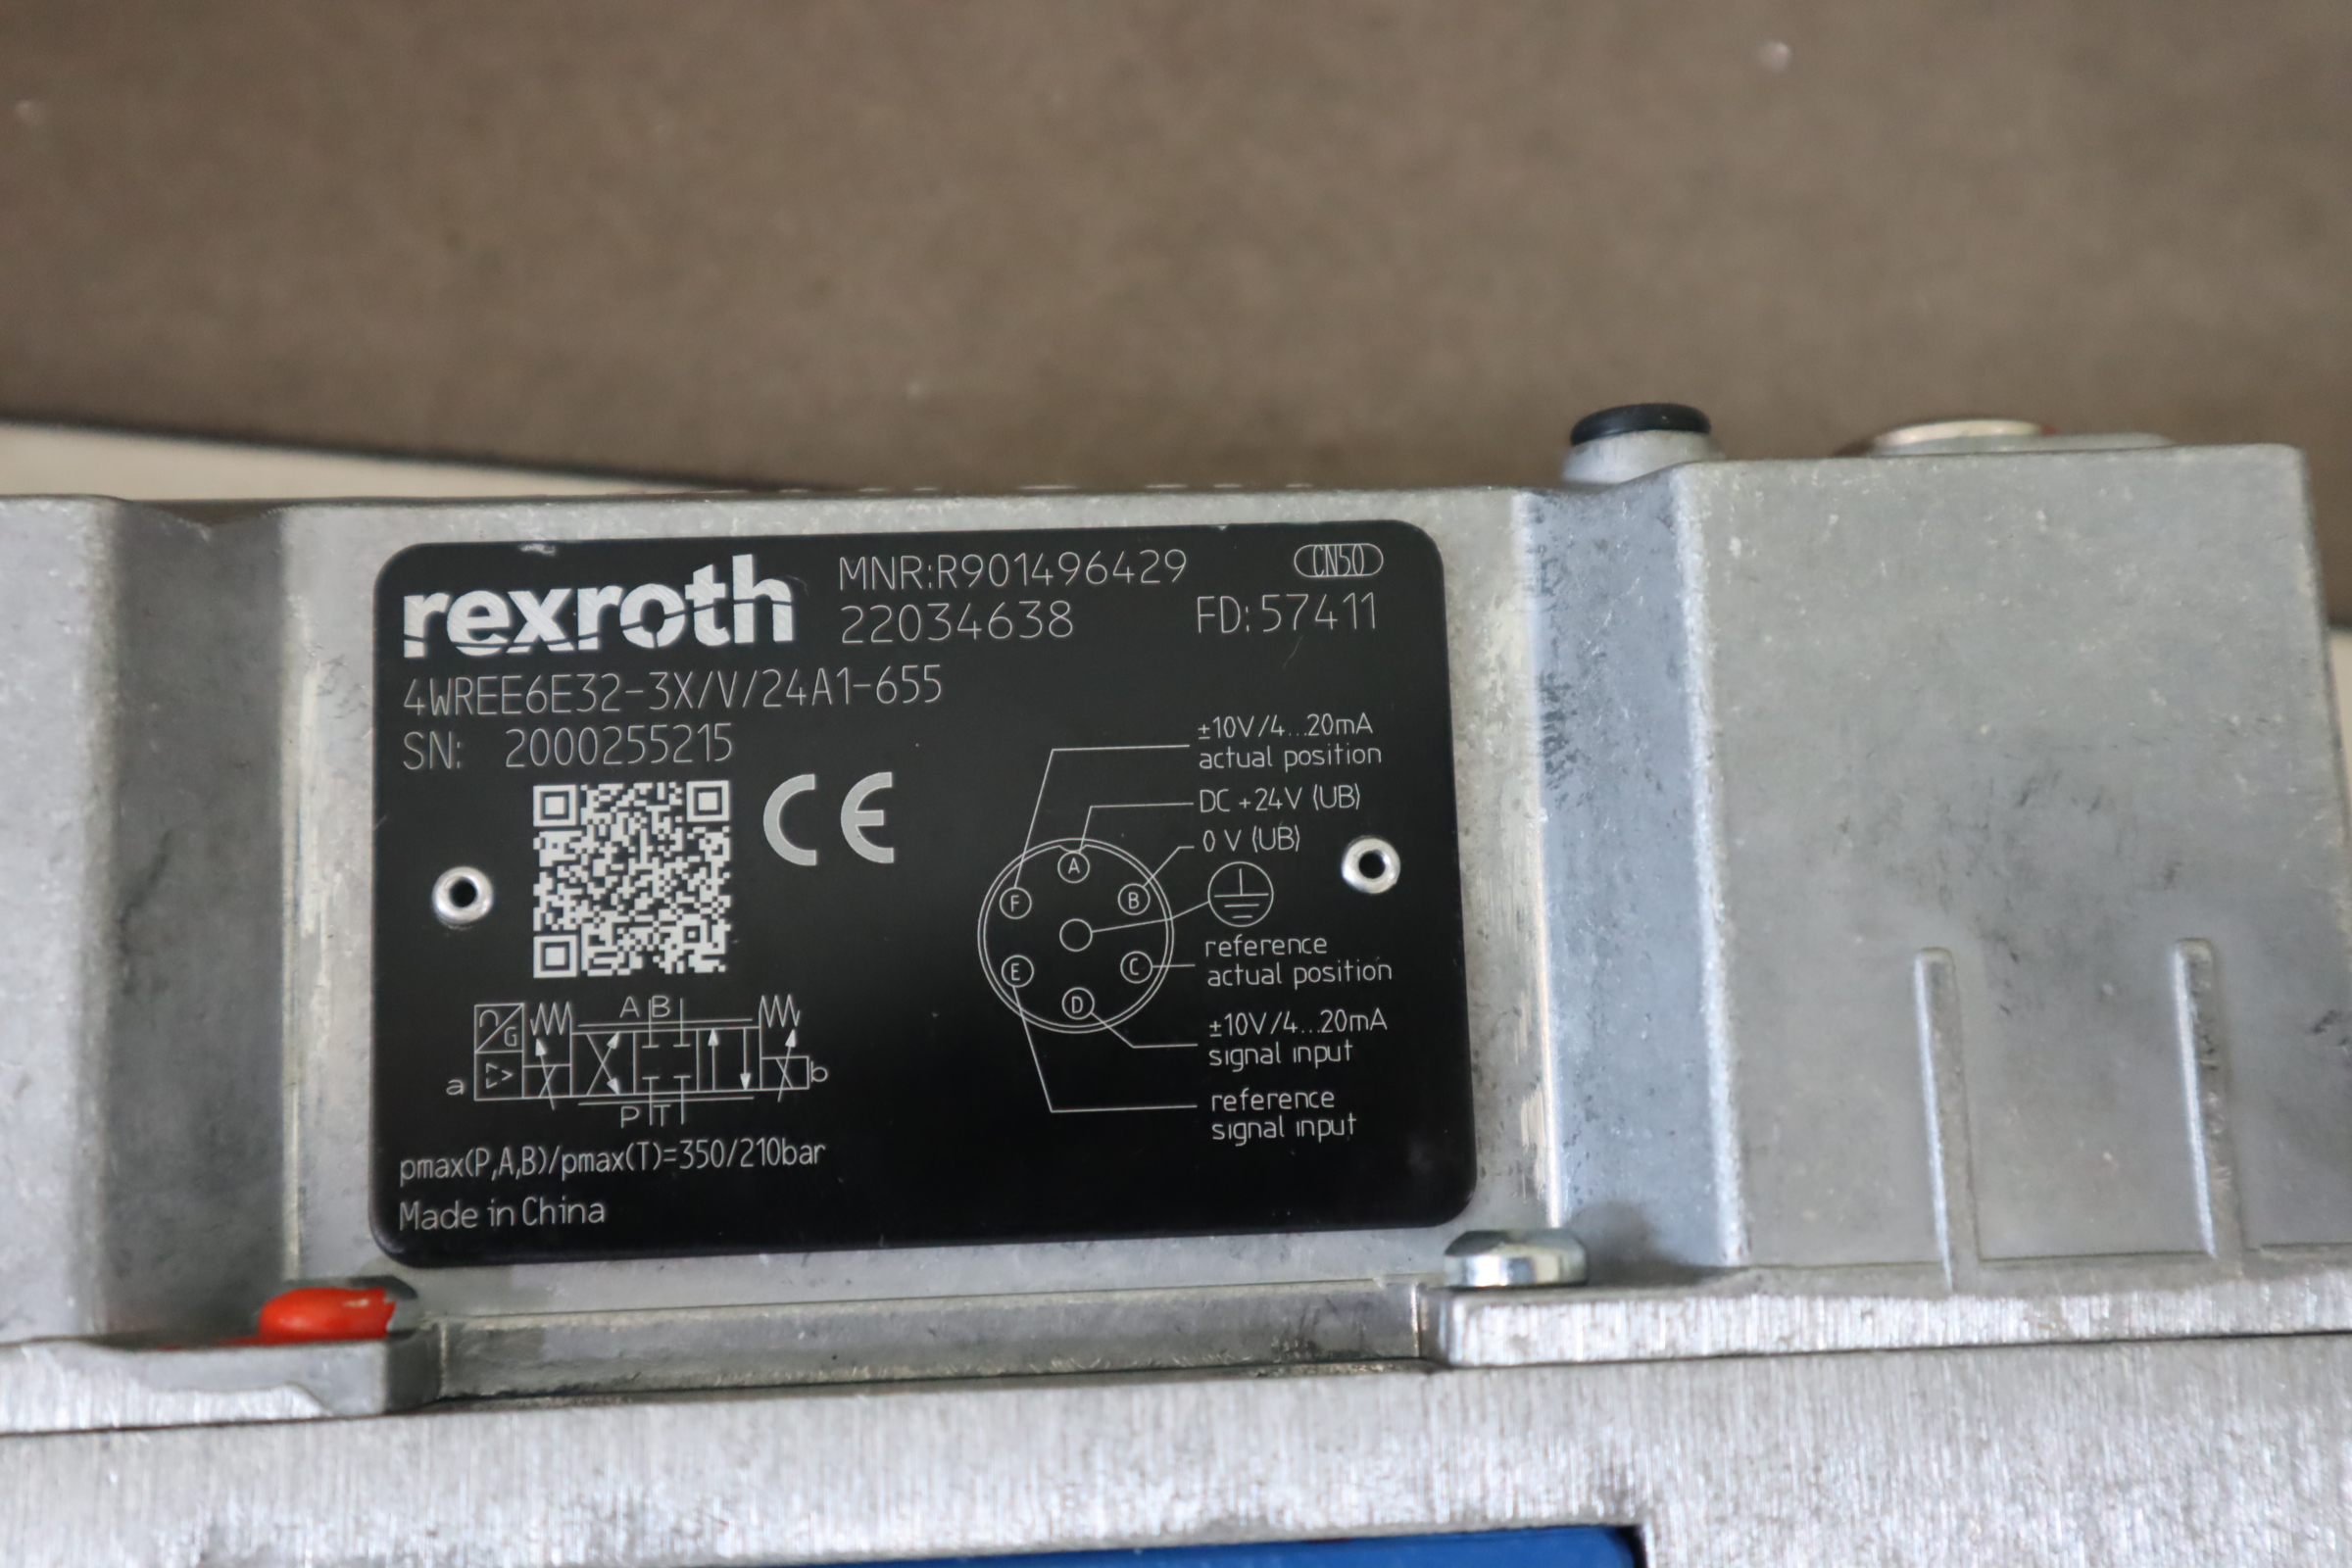 rexroth
MNR:R901496429
CN50
22034638
FD:57411
4WREE6E32-3X/V/24A1-655
SN: 2000255215
CE
±10V/4...20mA
actual position
DC +24V (UB)
0 V (UB)
A
F
B
E
C
D
reference
actual position
±10V/4...20mA
signal input
reference
signal input
A B
G
a
b
P T
pmax(P,A,B)/pmax(T)=350/210bar
Made in China